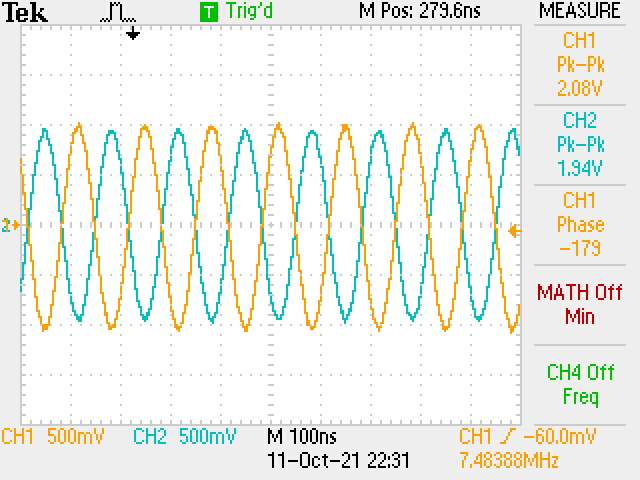 Tek T Trig'd M Pos: 279.6ns MEASURE
CH1
Pk-Pk
2.08V
CH2
Pk-Pk
1.94V
CH1
Phase
-179
MATH Off
Min
CH4 Off
Freq
2
CH1 500mV CH2 500mV M 100ns CH1 -60.0mV
11-Oct-21 22:31 7.48388MHz